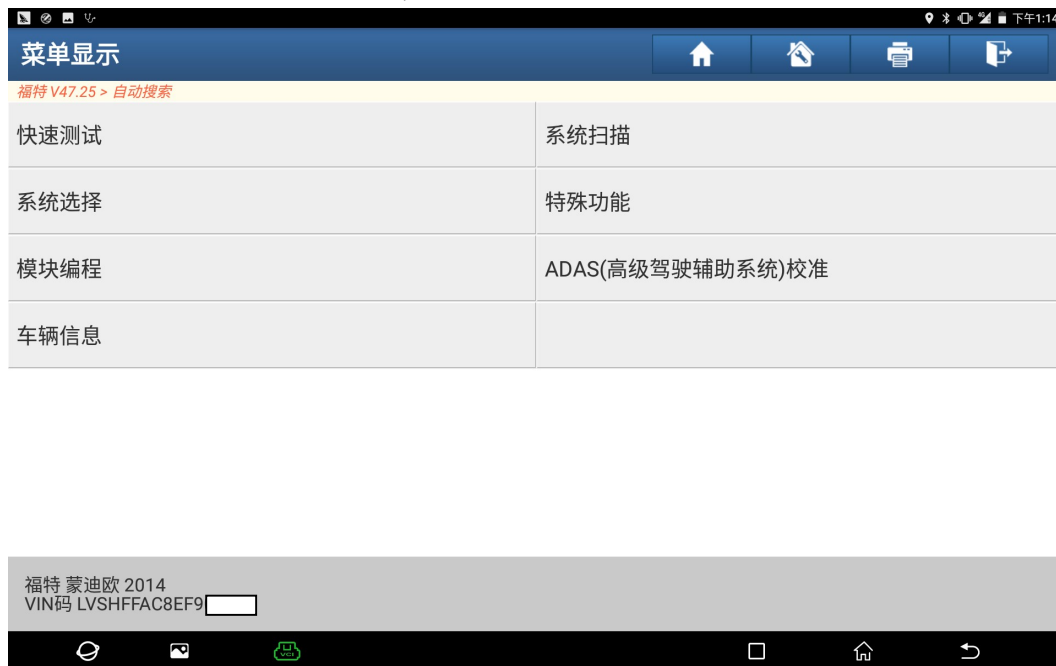 下午1:14
菜单显示
福特 V47.25 > 自动搜索
快速测试
系统扫描
系统选择
特殊功能
模块编程
ADAS(高级驾驶辅助系统)校准
车辆信息
福特 蒙迪欧 2014
VIN码 LVSHFFAC8EF9
VCI